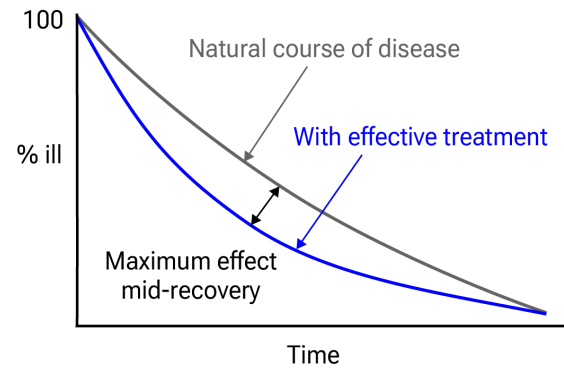 100
Natural course of disease
With effective treatment
% ill
Maximum effect
mid-recovery
Time